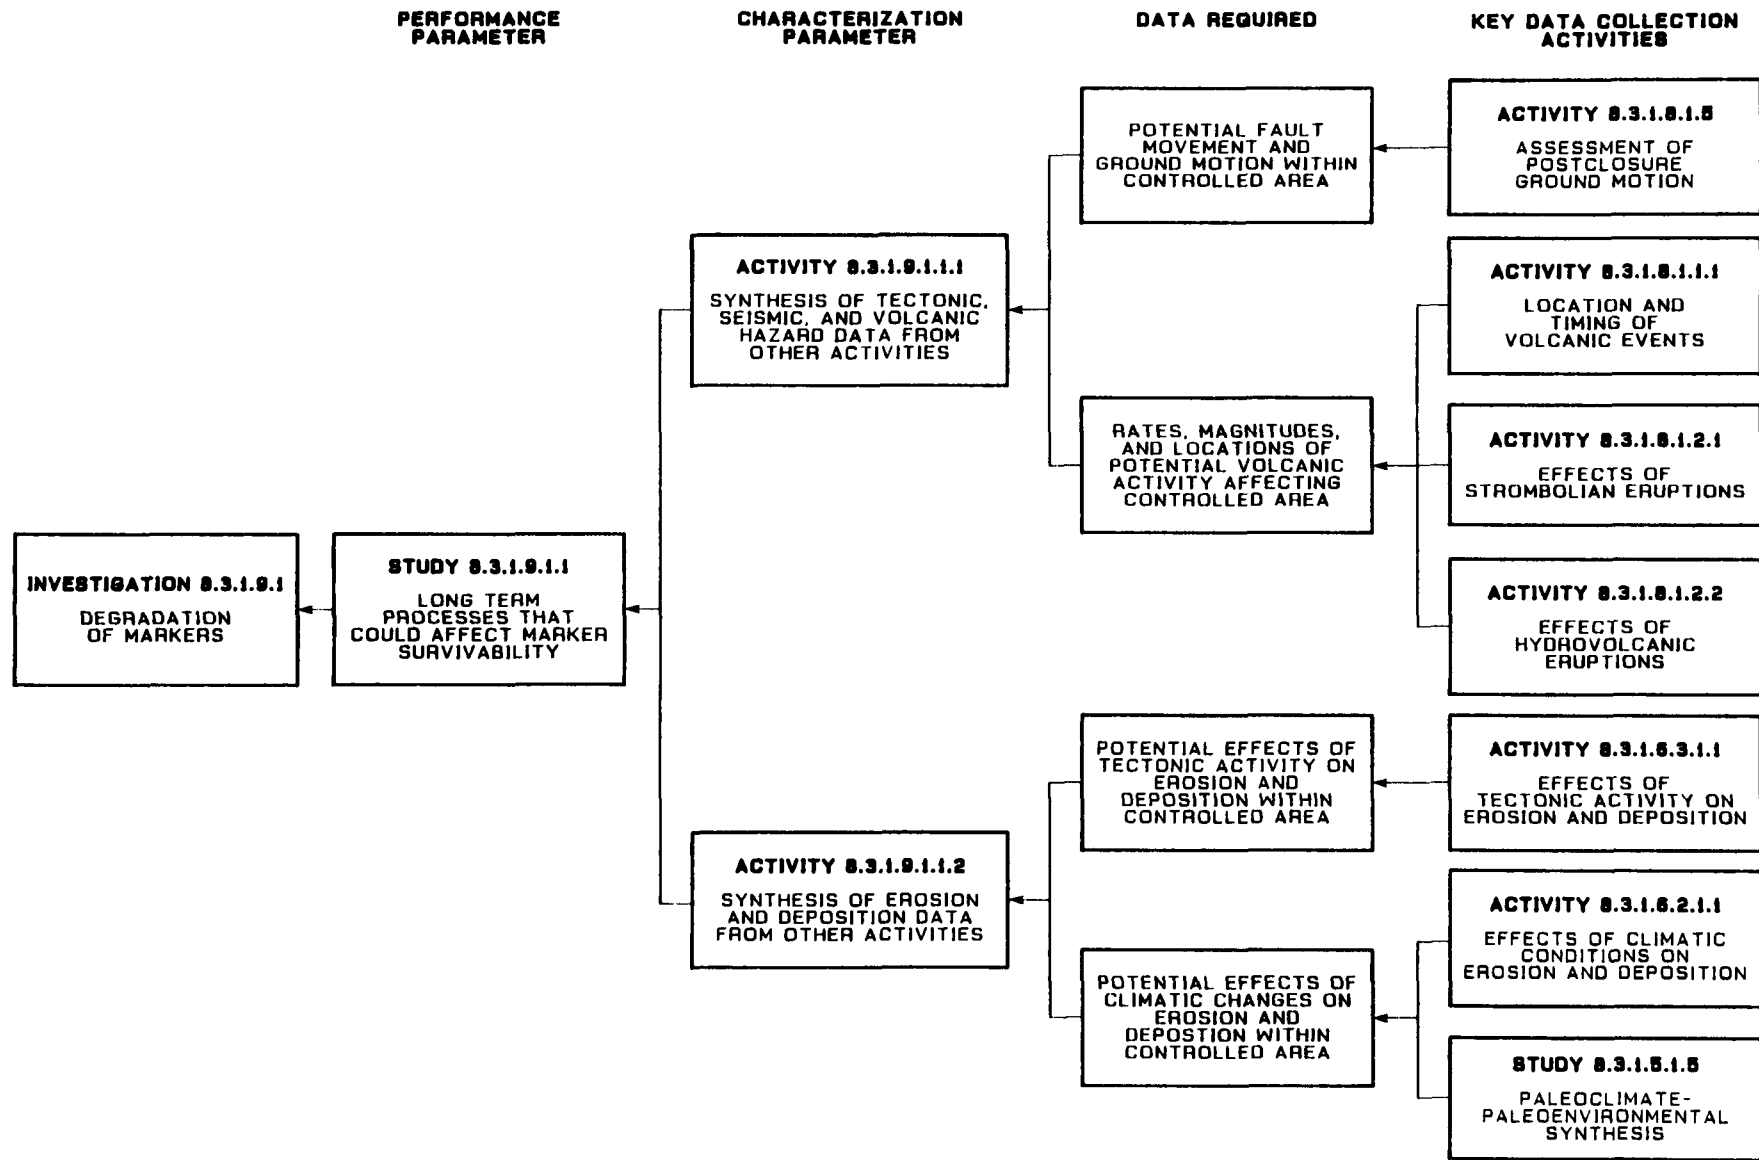 PERFORMANCE
PARAMETER
CHARACTERIZATION
PARAMETER
DATA REQUIRED
KEY DATA COLLECTION
ACTIVITIES
INVESTIGATION 8.3.1.9.1
DEGRADATION
OF MARKERS
STUDY 8.3.1.9.1.1
LONG TERM
PROCESSES THAT
COULD AFFECT MARKER
SURVIVABILITY
ACTIVITY 8.3.1.9.1.1.1
SYNTHESIS OF TECTONIC,
SEISMIC, AND VOLCANIC
HAZARD DATA FROM
OTHER ACTIVITIES
ACTIVITY 8.3.1.9.1.1.2
SYNTHESIS OF EROSION
AND DEPOSITION DATA
FROM OTHER ACTIVITIES
POTENTIAL FAULT
MOVEMENT AND
GROUND MOTION WITHIN
CONTROLLED AREA
RATES, MAGNITUDES,
AND LOCATIONS OF
POTENTIAL VOLCANIC
ACTIVITY AFFECTING
CONTROLLED AREA
POTENTIAL EFFECTS OF
TECTONIC ACTIVITY ON
EROSION AND
DEPOSITION WITHIN
CONTROLLED AREA
POTENTIAL EFFECTS OF
CLIMATIC CHANGES ON
EROSION AND
DEPOSTION WITHIN
CONTROLLED AREA
ACTIVITY
ASSESSMENT OF
POSTCLOSURE
GROUND MOTION
ACTIVITY 8.3.1.8.1.1.1
LOCATION AND
TIMING OF
VOLCANIC EVENTS
ACTIVITY 8.3.1.8.1.2.1
EFFECTS OF
STROMBOLIAN ERUPTIONS
ACTIVITY 8.3.1.8.1.2.2
EFFECTS OF
HYDROVOLCANIC
ERUPTIONS
ACTIVITY 8.3.1.6.3.1.1
EFFECTS OF
TECTONIC ACTIVITY ON
EROSION AND DEPOSITION
ACTIVITY 8.3.1.6.2.1.1
EFFECTS OF CLIMATIC
CONDITIONS ON
EROSION AND DEPOSITION
STUDY 8.3.1.5.1.5
PALEOCLIMATE-
PALEOENVIRONMENTAL
SYNTHESIS